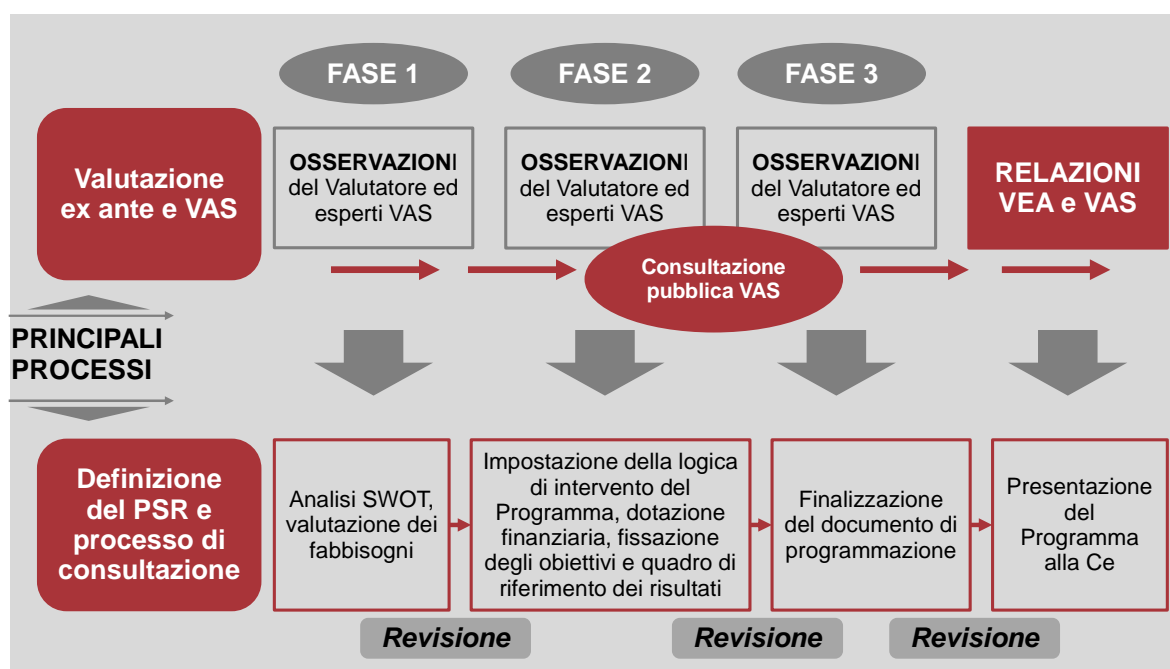 FASE 1
FASE 2
FASE 3
Valutazione
ex ante e VAS
OSSERVAZIONI
del Valutatore ed
esperti VAS
OSSERVAZIONI
del Valutatore ed
esperti VAS
OSSERVAZIONI
del Valutatore ed
esperti VAS
RELAZIONI
VEA e VAS
Consultazione
pubblica VAS
PRINCIPALI
PROCESSI
Definizione
del PSR e
processo di
consultazione
Analisi SWOT,
valutazione dei
fabbisogni
Impostazione della logica
di intervento del
Programma, dotazione
finanziaria, fissazione
degli obiettivi e quadro di
riferimento dei risultati
Finalizzazione
del documento di
programmazione
Presentazione
del
Programma
alla Ce
Revisione
Revisione
Revisione